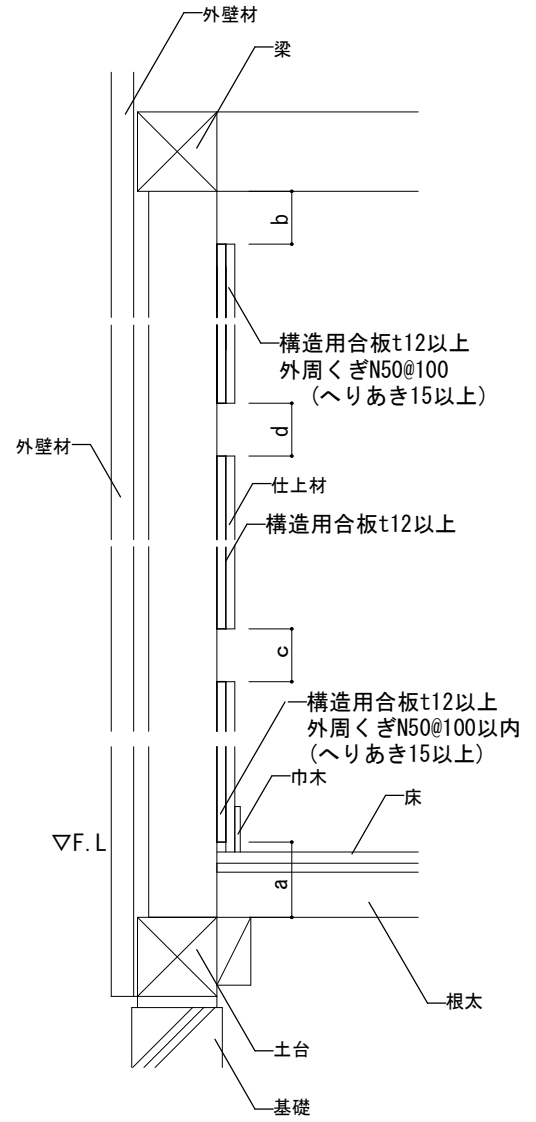 外壁材
梁
b
構造用合板t12以上
外周くぎN50@100
(へりあき15以上)
d
外壁材
仕上材
構造用合板t12以上
c
構造用合板t12以上
外周くぎN50@100以内
(へりあき15以上)
巾木
床
▽F.L
a
根太
土台
基礎